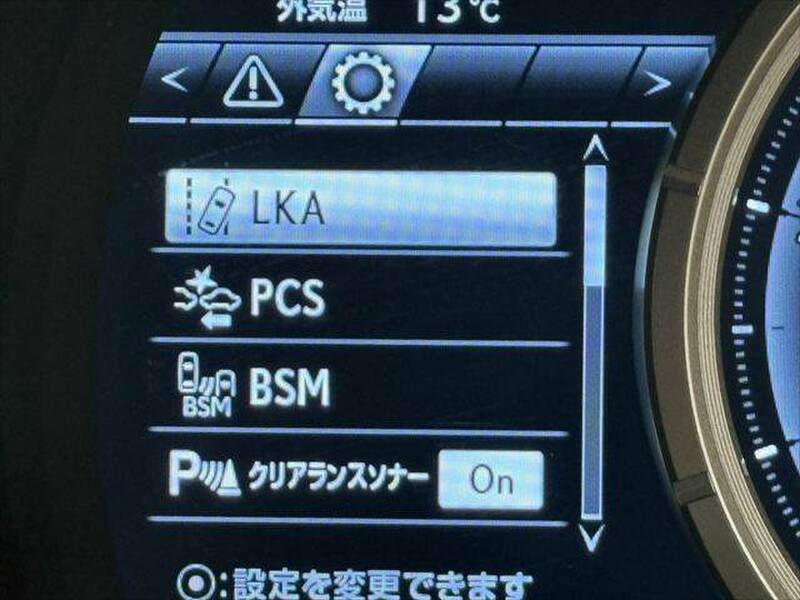 外気温 13℃
LKA
PCS
BSM BSM
P クリアランスソナー On
⦿:設定を変更できます